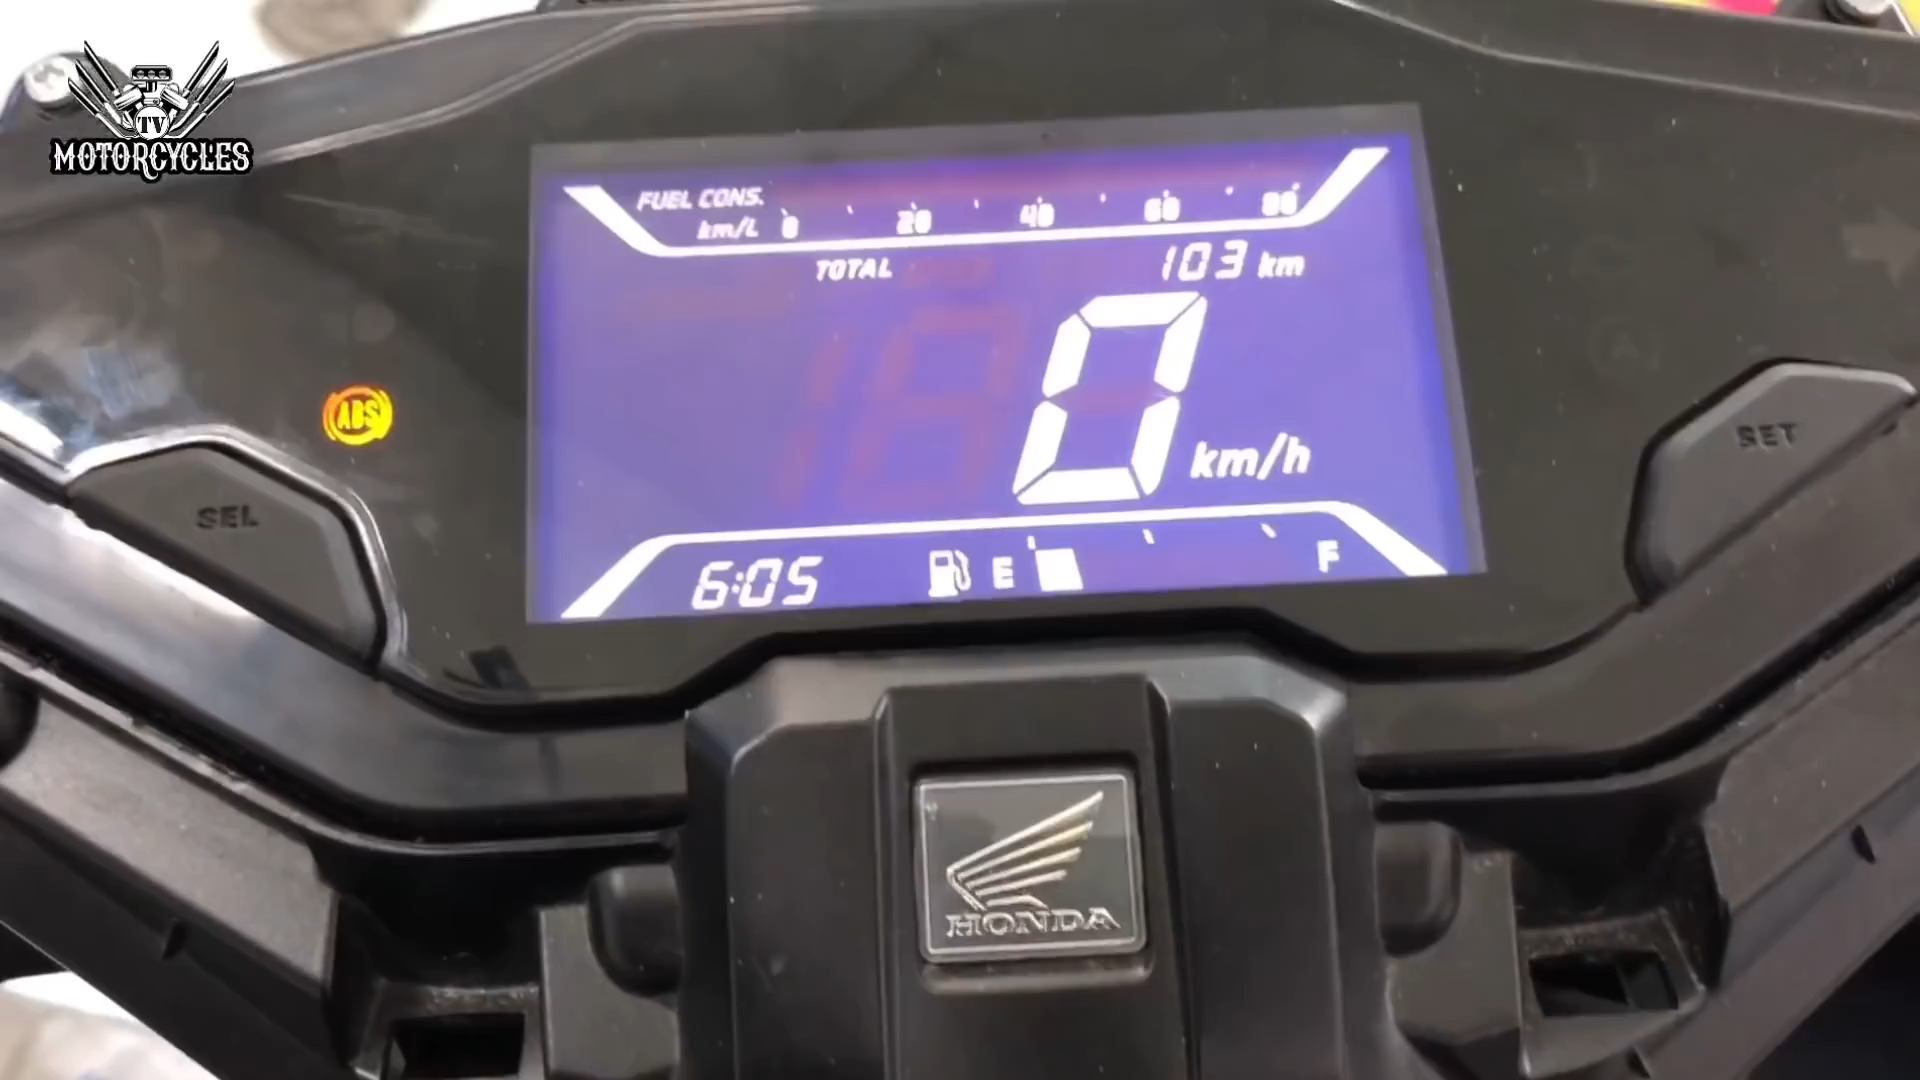 TV
MOTORCYCLES
FUEL CONS.
km/L 0 20 40 60 80
TOTAL 103 km
0 km/h
ABS
SEL
SET
6:05 E F
HONDA